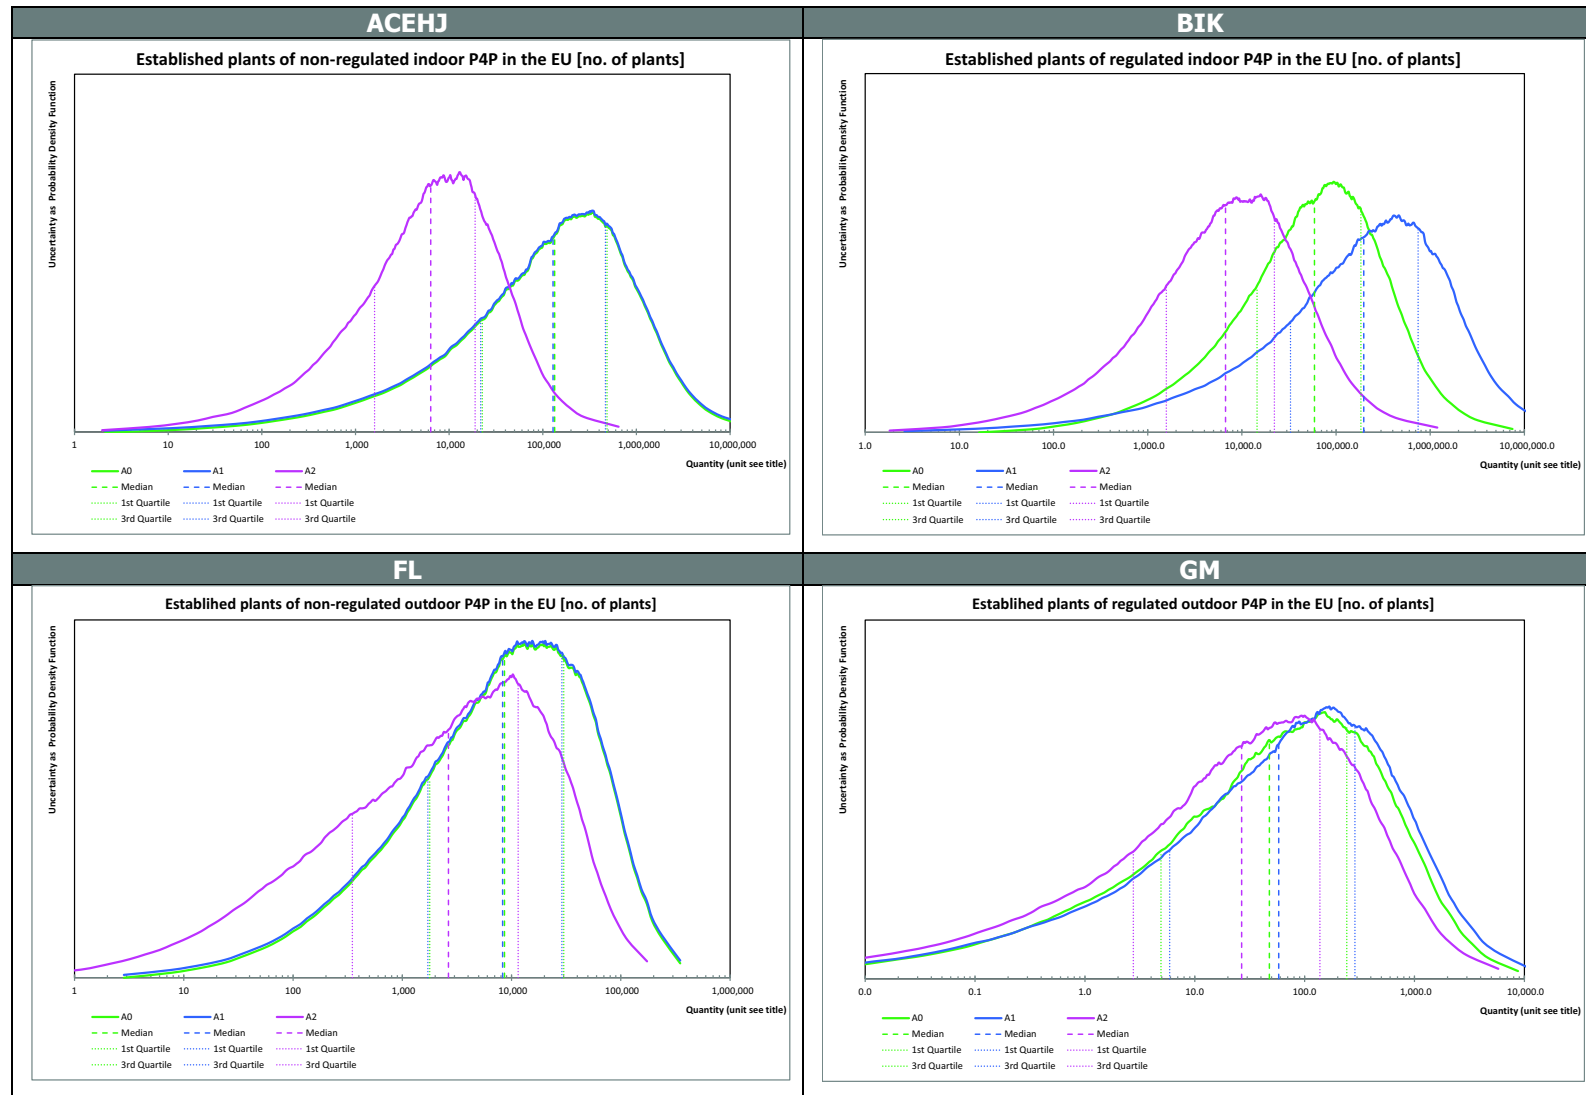 ACEHJ
Established plants of non-regulated indoor P4P in the EU [no. of plants]
Uncertainty as Probability Density Function
1 10 100 1,000 10,000 100,000 1,000,000 10,000,000
Quantity (unit see title)
A0 A1 A2
Median Median Median
1st Quartile 1st Quartile 1st Quartile
3rd Quartile 3rd Quartile 3rd Quartile
BIK
Established plants of regulated indoor P4P in the EU [no. of plants]
Uncertainty as Probability Density Function
1.0 10.0 100.0 1,000.0 10,000.0 100,000.0 1,000,000.0 10,000,000.0
Quantity (unit see title)
A0 A1 A2
Median Median Median
1st Quartile 1st Quartile 1st Quartile
3rd Quartile 3rd Quartile 3rd Quartile
FL
Establihed plants of non-regulated outdoor P4P in the EU [no. of plants]
Uncertainty as Probability Density Function
1 10 100 1,000 10,000 100,000 1,000,000
Quantity (unit see title)
A0 A1 A2
Median Median Median
1st Quartile 1st Quartile 1st Quartile
3rd Quartile 3rd Quartile 3rd Quartile
GM
Establihed plants of regulated outdoor P4P in the EU [no. of plants]
Uncertainty as Probability Density Function
0.0 0.1 1.0 10.0 100.0 1,000.0 10,000.0
Quantity (unit see title)
A0 A1 A2
Median Median Median
1st Quartile 1st Quartile 1st Quartile
3rd Quartile 3rd Quartile 3rd Quartile